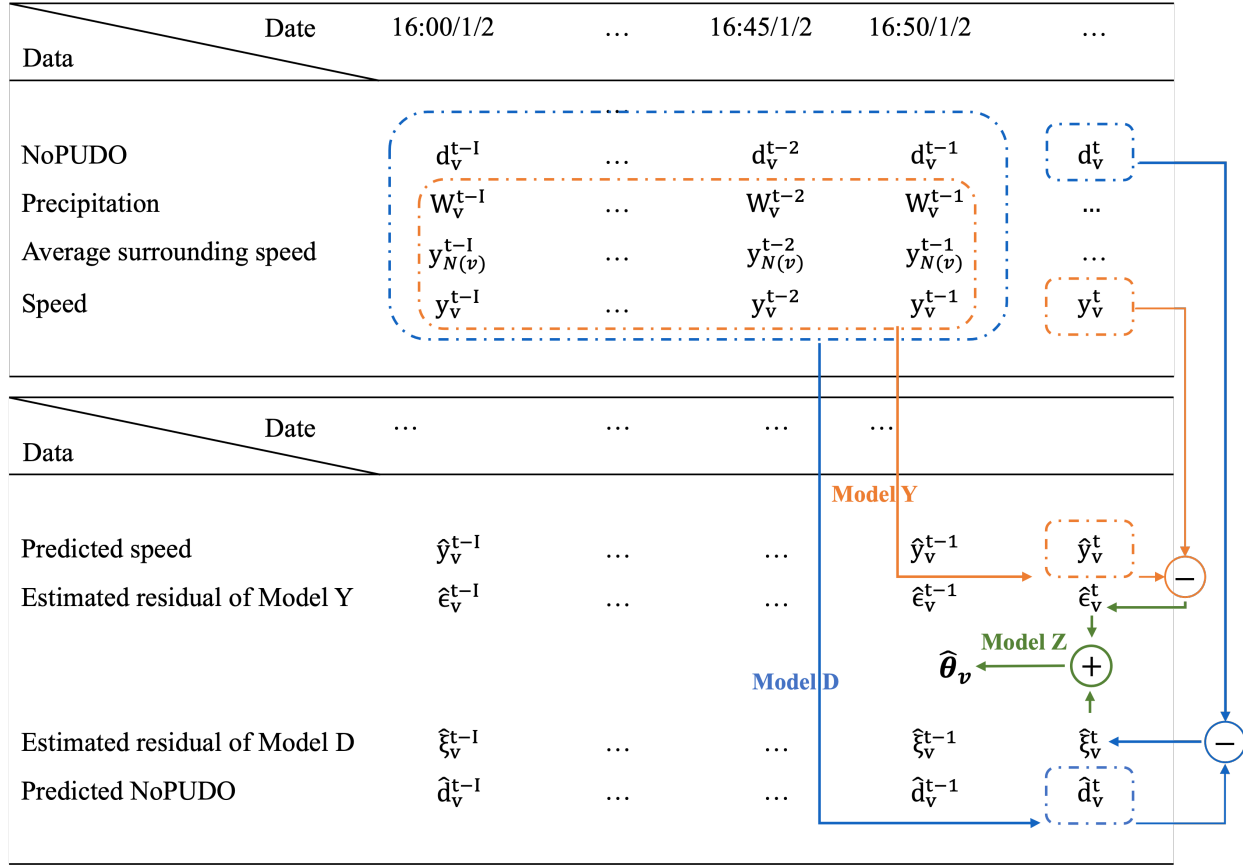 Date 16:00/1/2 … 16:45/1/2 16:50/1/2 …
Data
…
NoPUDO d_v^{t−I} … d_v^{t−2} d_v^{t−1} d_v^t
Precipitation W_v^{t−I} … W_v^{t−2} W_v^{t−1} …
Average surrounding speed y_{N(v)}^{t−I} … y_{N(v)}^{t−2} y_{N(v)}^{t−1} …
Speed y_v^{t−I} … y_v^{t−2} y_v^{t−1} y_v^t
Date … … … …
Data
Model Y
Predicted speed ŷ_v^{t−I} … … ŷ_v^{t−1} ŷ_v^t
−
Estimated residual of Model Y ϵ̂_v^{t−I} … … ϵ̂_v^{t−1} ϵ̂_v^t
Model Z
θ̂_v +
Model D
Estimated residual of Model D ξ̂_v^{t−I} … … ξ̂_v^{t−1} ξ̂_v^t −
Predicted NoPUDO d̂_v^{t−I} … … d̂_v^{t−1} d̂_v^t